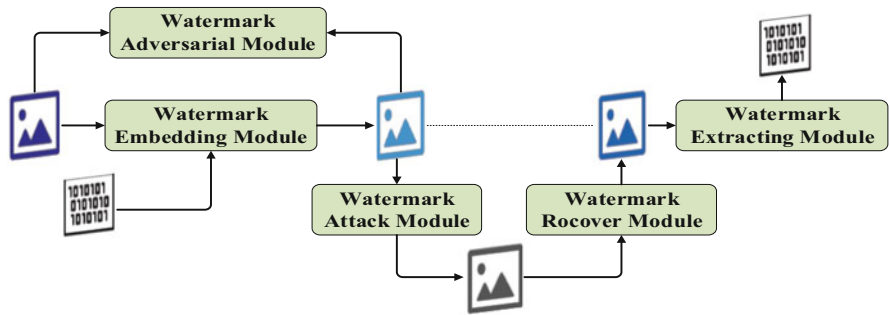 Watermark
Adversarial Module
1010101
0101010
1010101
Watermark
Embedding Module
Watermark
Extracting Module
1010101
0101010
1010101
Watermark
Attack Module
Watermark
Rocover Module